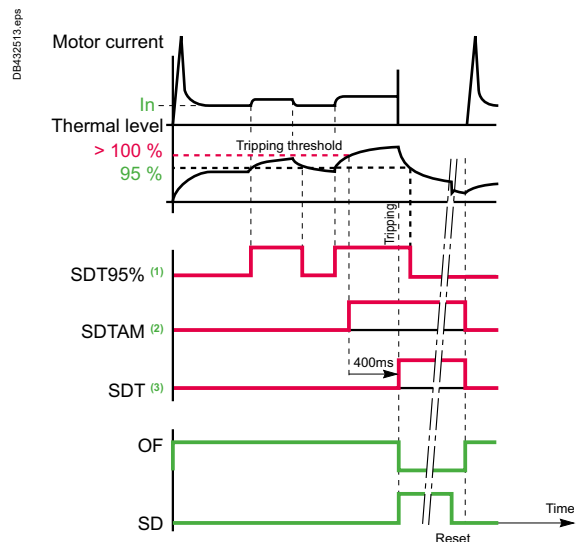 DB432513.eps
Motor current
In
Thermal level
> 100 %
Tripping threshold
95 %
Tripping
SDT95% (1)
SDTAM (2)
400ms
SDT (3)
OF
Time
SD
Reset